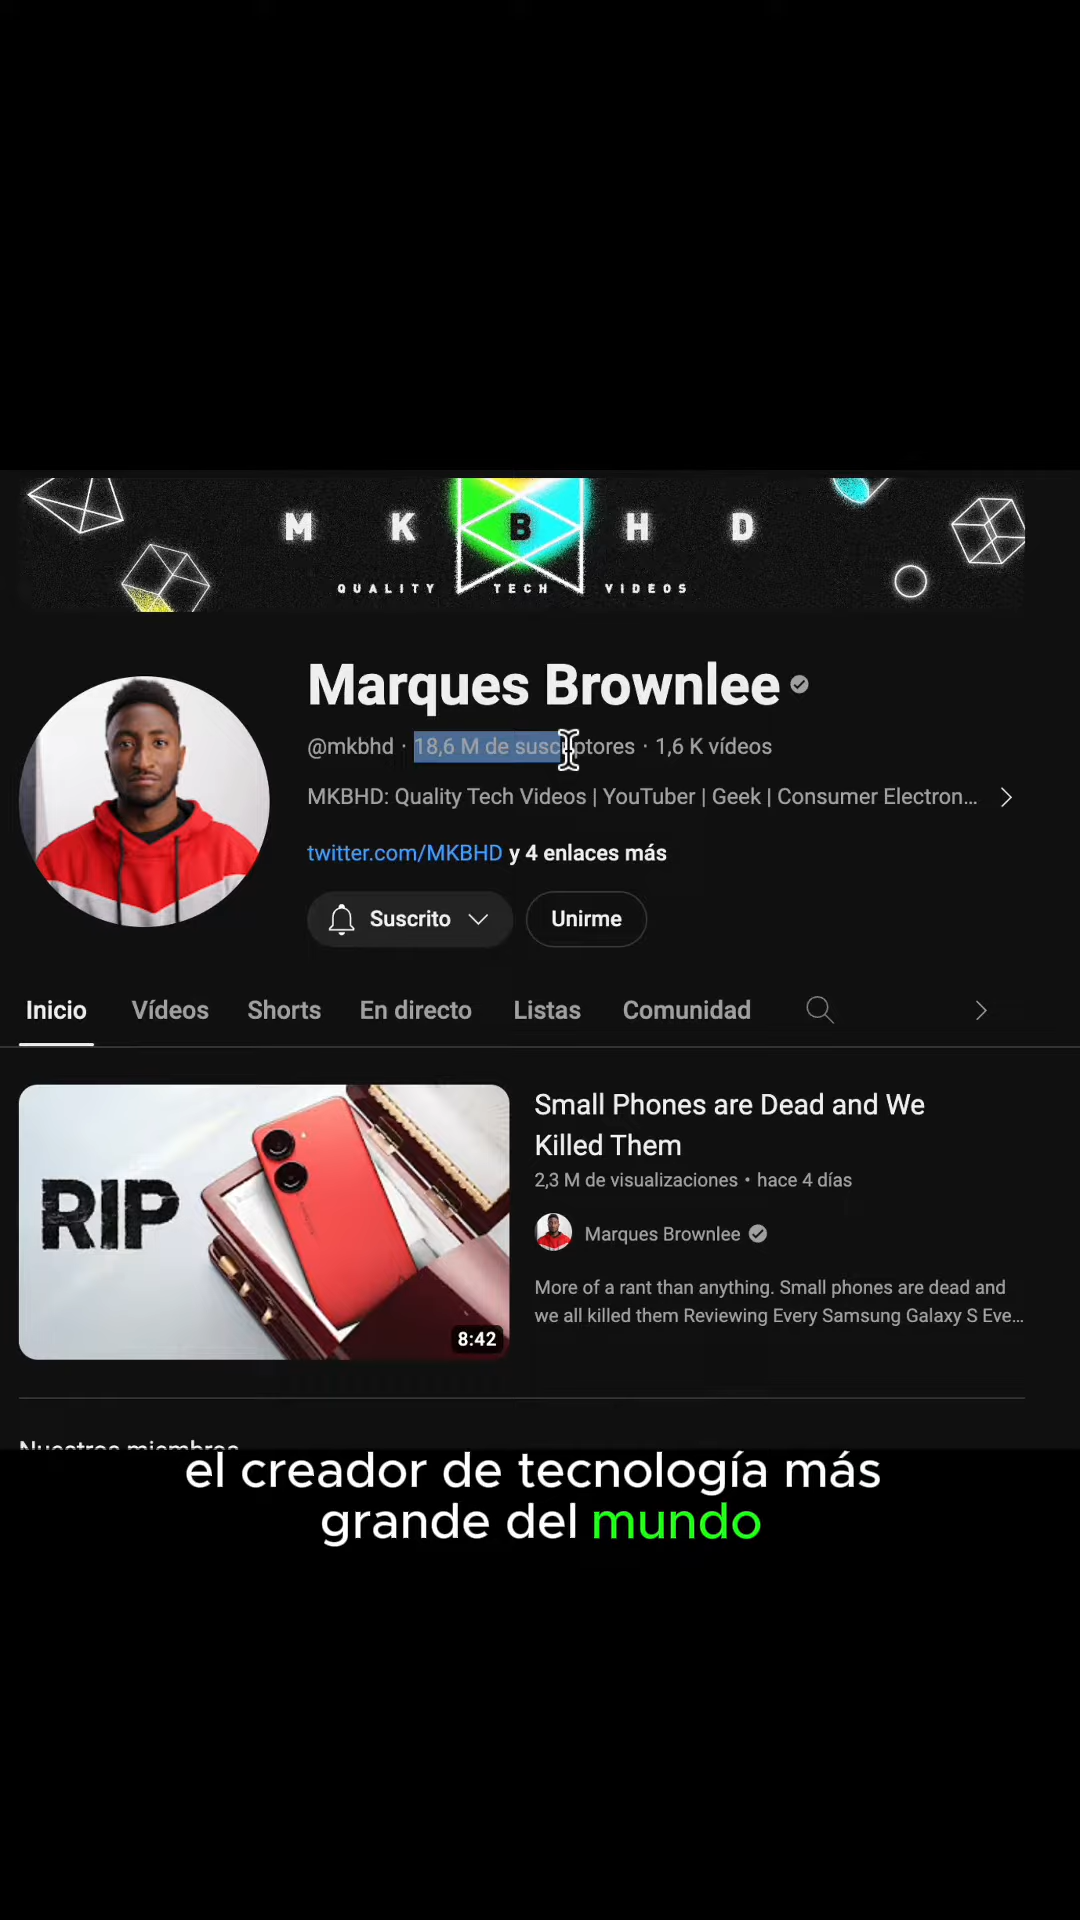 M K B H D
QUALITY TECH VIDEOS
Marques Brownlee
@mkbhd · 18,6 M de suscriptores · 1,6 K vídeos
MKBHD: Quality Tech Videos | YouTuber | Geek | Consumer Electron...
twitter.com/MKBHD y 4 enlaces más
Suscrito Unirme
Inicio Vídeos Shorts En directo Listas Comunidad
RIP
8:42
Small Phones are Dead and We
Killed Them
2,3 M de visualizaciones • hace 4 días
Marques Brownlee
More of a rant than anything. Small phones are dead and
we all killed them Reviewing Every Samsung Galaxy S Eve...
Nuestros miembros
el creador de tecnología más
grande del mundo